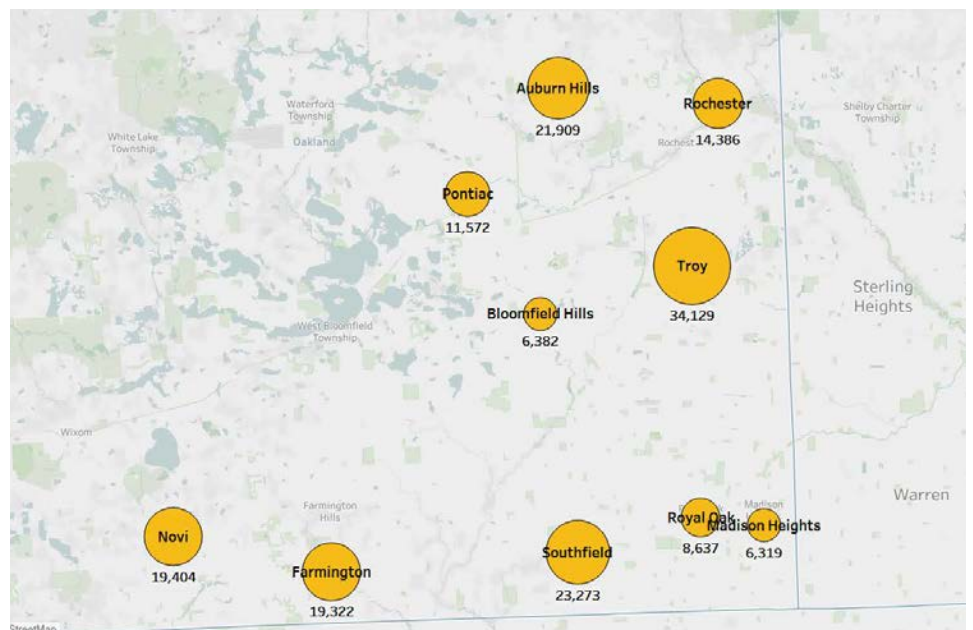 Auburn Hills
21,909
Rochester
14,386
Waterford
Township
Shelby Charter
Township
White Lake
Township
Oakland
Rochest
Pontiac
11,572
Troy
34,129
Sterling
Heights
Bloomfield Hills
6,382
West Bloomfield
Township
Wixom
Warren
Farmington
Hills
Madison
Royal Oak
8,637
Madison Heights
6,319
Novi
19,404
Farmington
19,322
Southfield
23,273
StreetMap